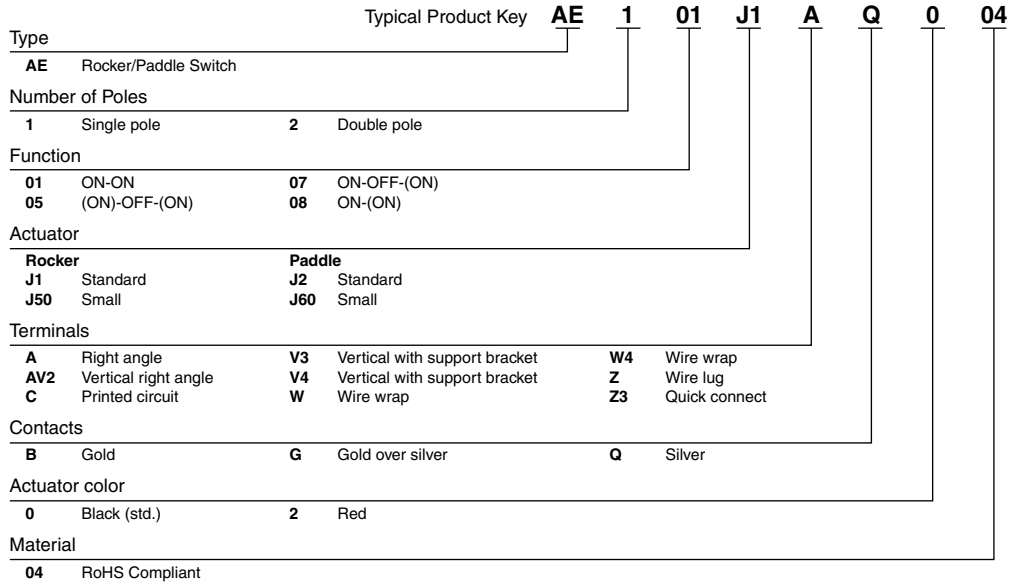 Typical Product Key AE 1 01 J1 A Q 0 04
Type
AE Rocker/Paddle Switch
Number of Poles
1 Single pole 2 Double pole
Function
01 ON-ON 07 ON-OFF-(ON)
05 (ON)-OFF-(ON) 08 ON-(ON)
Actuator
Rocker Paddle
J1 Standard J2 Standard
J50 Small J60 Small
Terminals
A Right angle V3 Vertical with support bracket W4 Wire wrap
AV2 Vertical right angle V4 Vertical with support bracket Z Wire lug
C Printed circuit W Wire wrap Z3 Quick connect
Contacts
B Gold G Gold over silver Q Silver
Actuator color
0 Black (std.) 2 Red
Material
04 RoHS Compliant